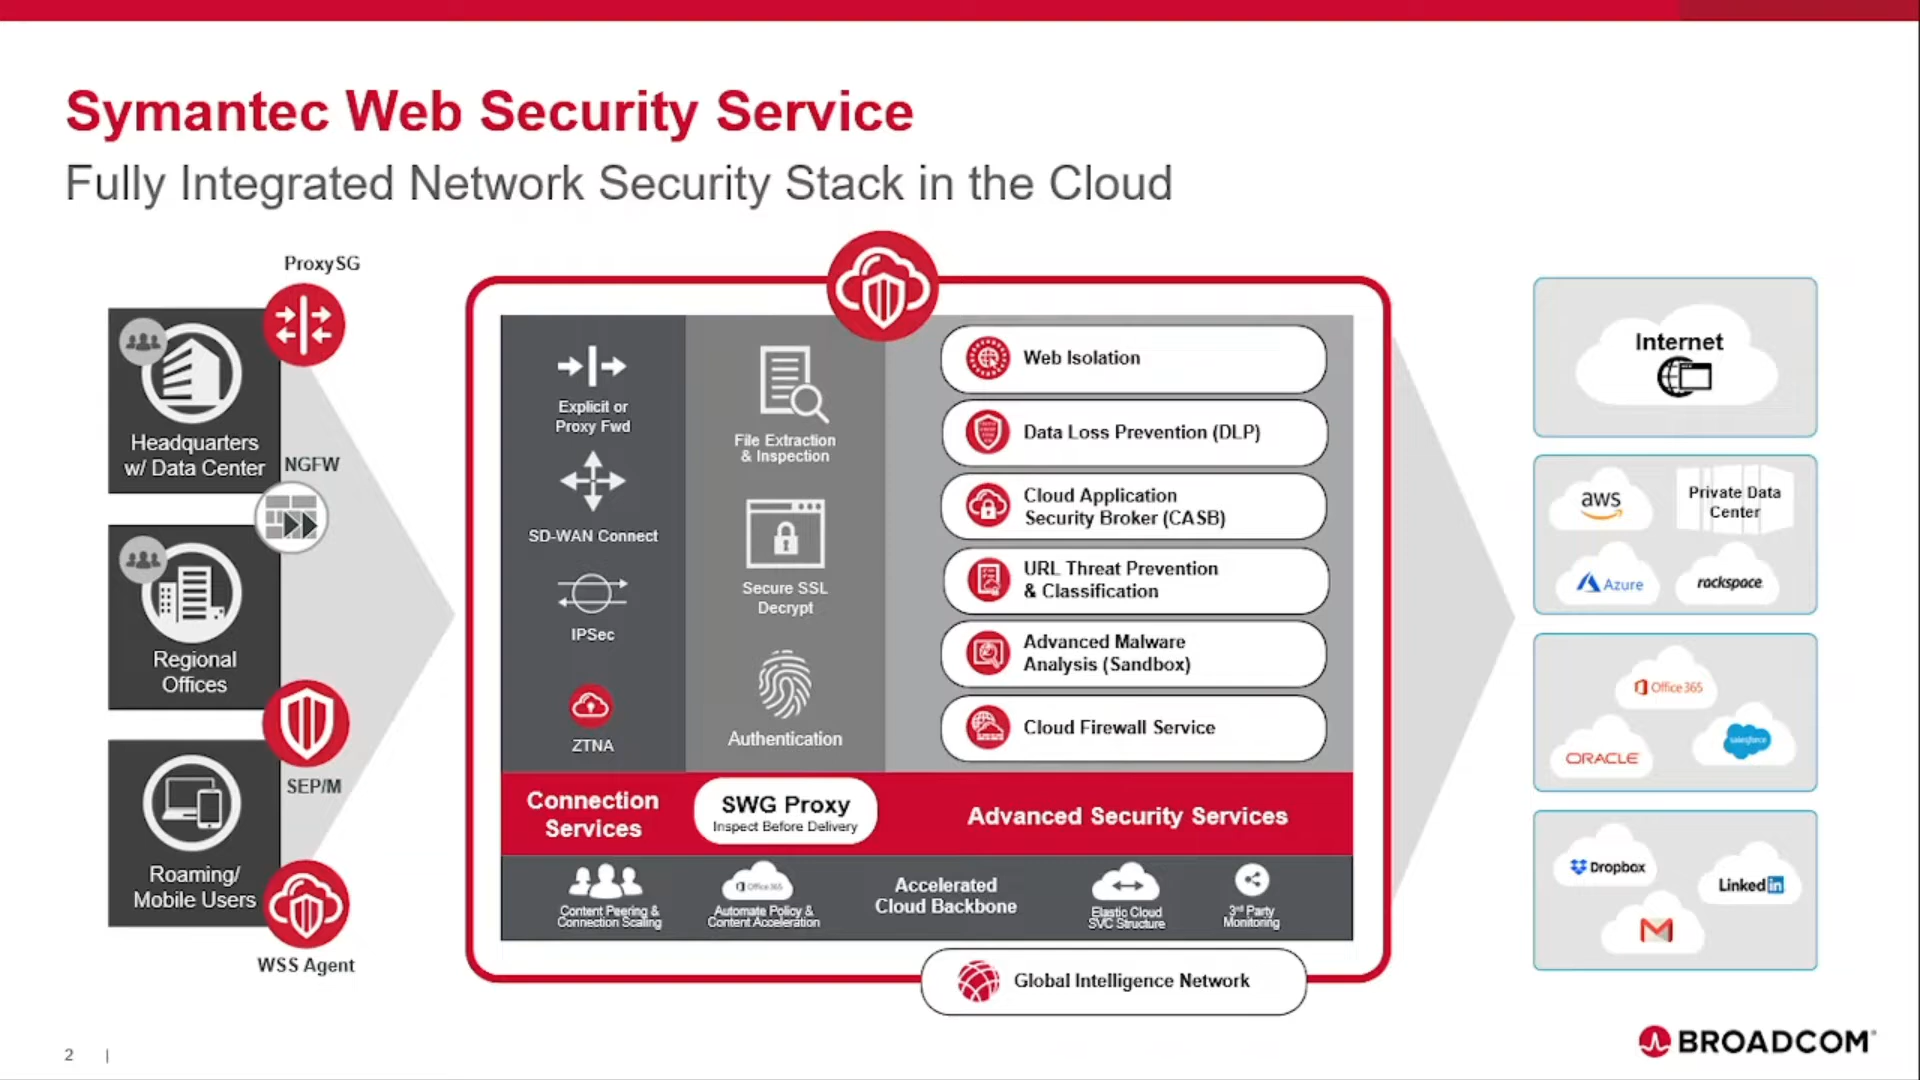 Symantec Web Security Service
Fully Integrated Network Security Stack in the Cloud
ProxySG
Headquarters
w/ Data Center
NGFW
Regional
Offices
SEP/M
Roaming/
Mobile Users
WSS Agent
Explicit or
Proxy Fwd
SD-WAN Connect
IPSec
ZTNA
File Extraction
& Inspection
Secure SSL
Decrypt
Authentication
Web Isolation
Data Loss Prevention (DLP)
Cloud Application
Security Broker (CASB)
URL Threat Prevention
& Classification
Advanced Malware
Analysis (Sandbox)
Cloud Firewall Service
Connection
Services
SWG Proxy
Inspect Before Delivery
Advanced Security Services
Content Peering &
Connection Scaling
Office 365
Automate Policy &
Content Acceleration
Accelerated
Cloud Backbone
Elastic Cloud
SVC Structure
3rd Party
Monitoring
Global Intelligence Network
Internet
aws
Private Data
Center
Azure
rackspace
Office 365
ORACLE
salesforce
Dropbox
Linked in
2 |
BROADCOM